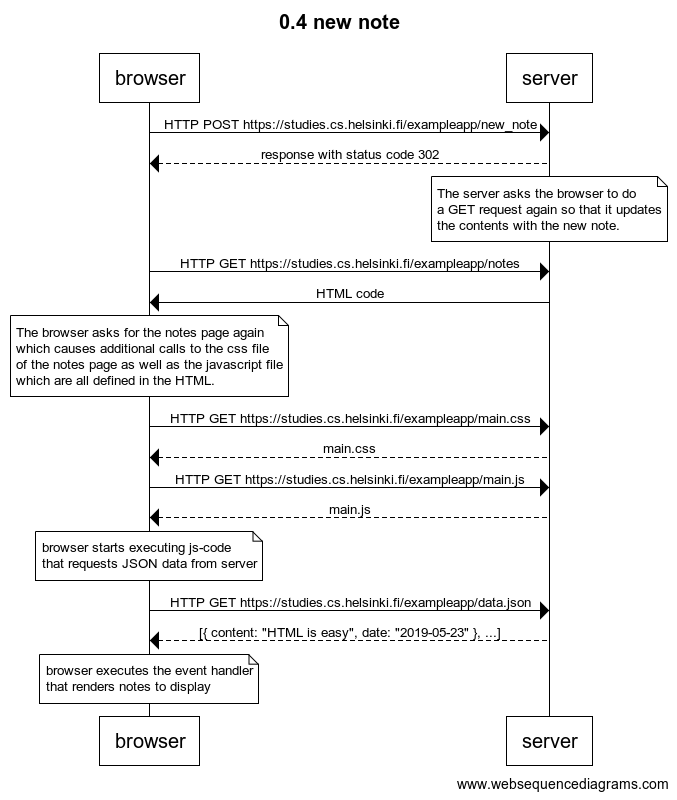 0.4 new note
browser
server
HTTP POST https://studies.cs.helsinki.fi/exampleapp/new_note
response with status code 302
The server asks the browser to do
a GET request again so that it updates
the contents with the new note.
HTTP GET https://studies.cs.helsinki.fi/exampleapp/notes
HTML code
The browser asks for the notes page again
which causes additional calls to the css file
of the notes page as well as the javascript file
which are all defined in the HTML.
HTTP GET https://studies.cs.helsinki.fi/exampleapp/main.css
main.css
HTTP GET https://studies.cs.helsinki.fi/exampleapp/main.js
main.js
browser starts executing js-code
that requests JSON data from server
HTTP GET https://studies.cs.helsinki.fi/exampleapp/data.json
[{ content: "HTML is easy", date: "2019-05-23" }, ...]
browser executes the event handler
that renders notes to display
browser
server
www.websequencediagrams.com